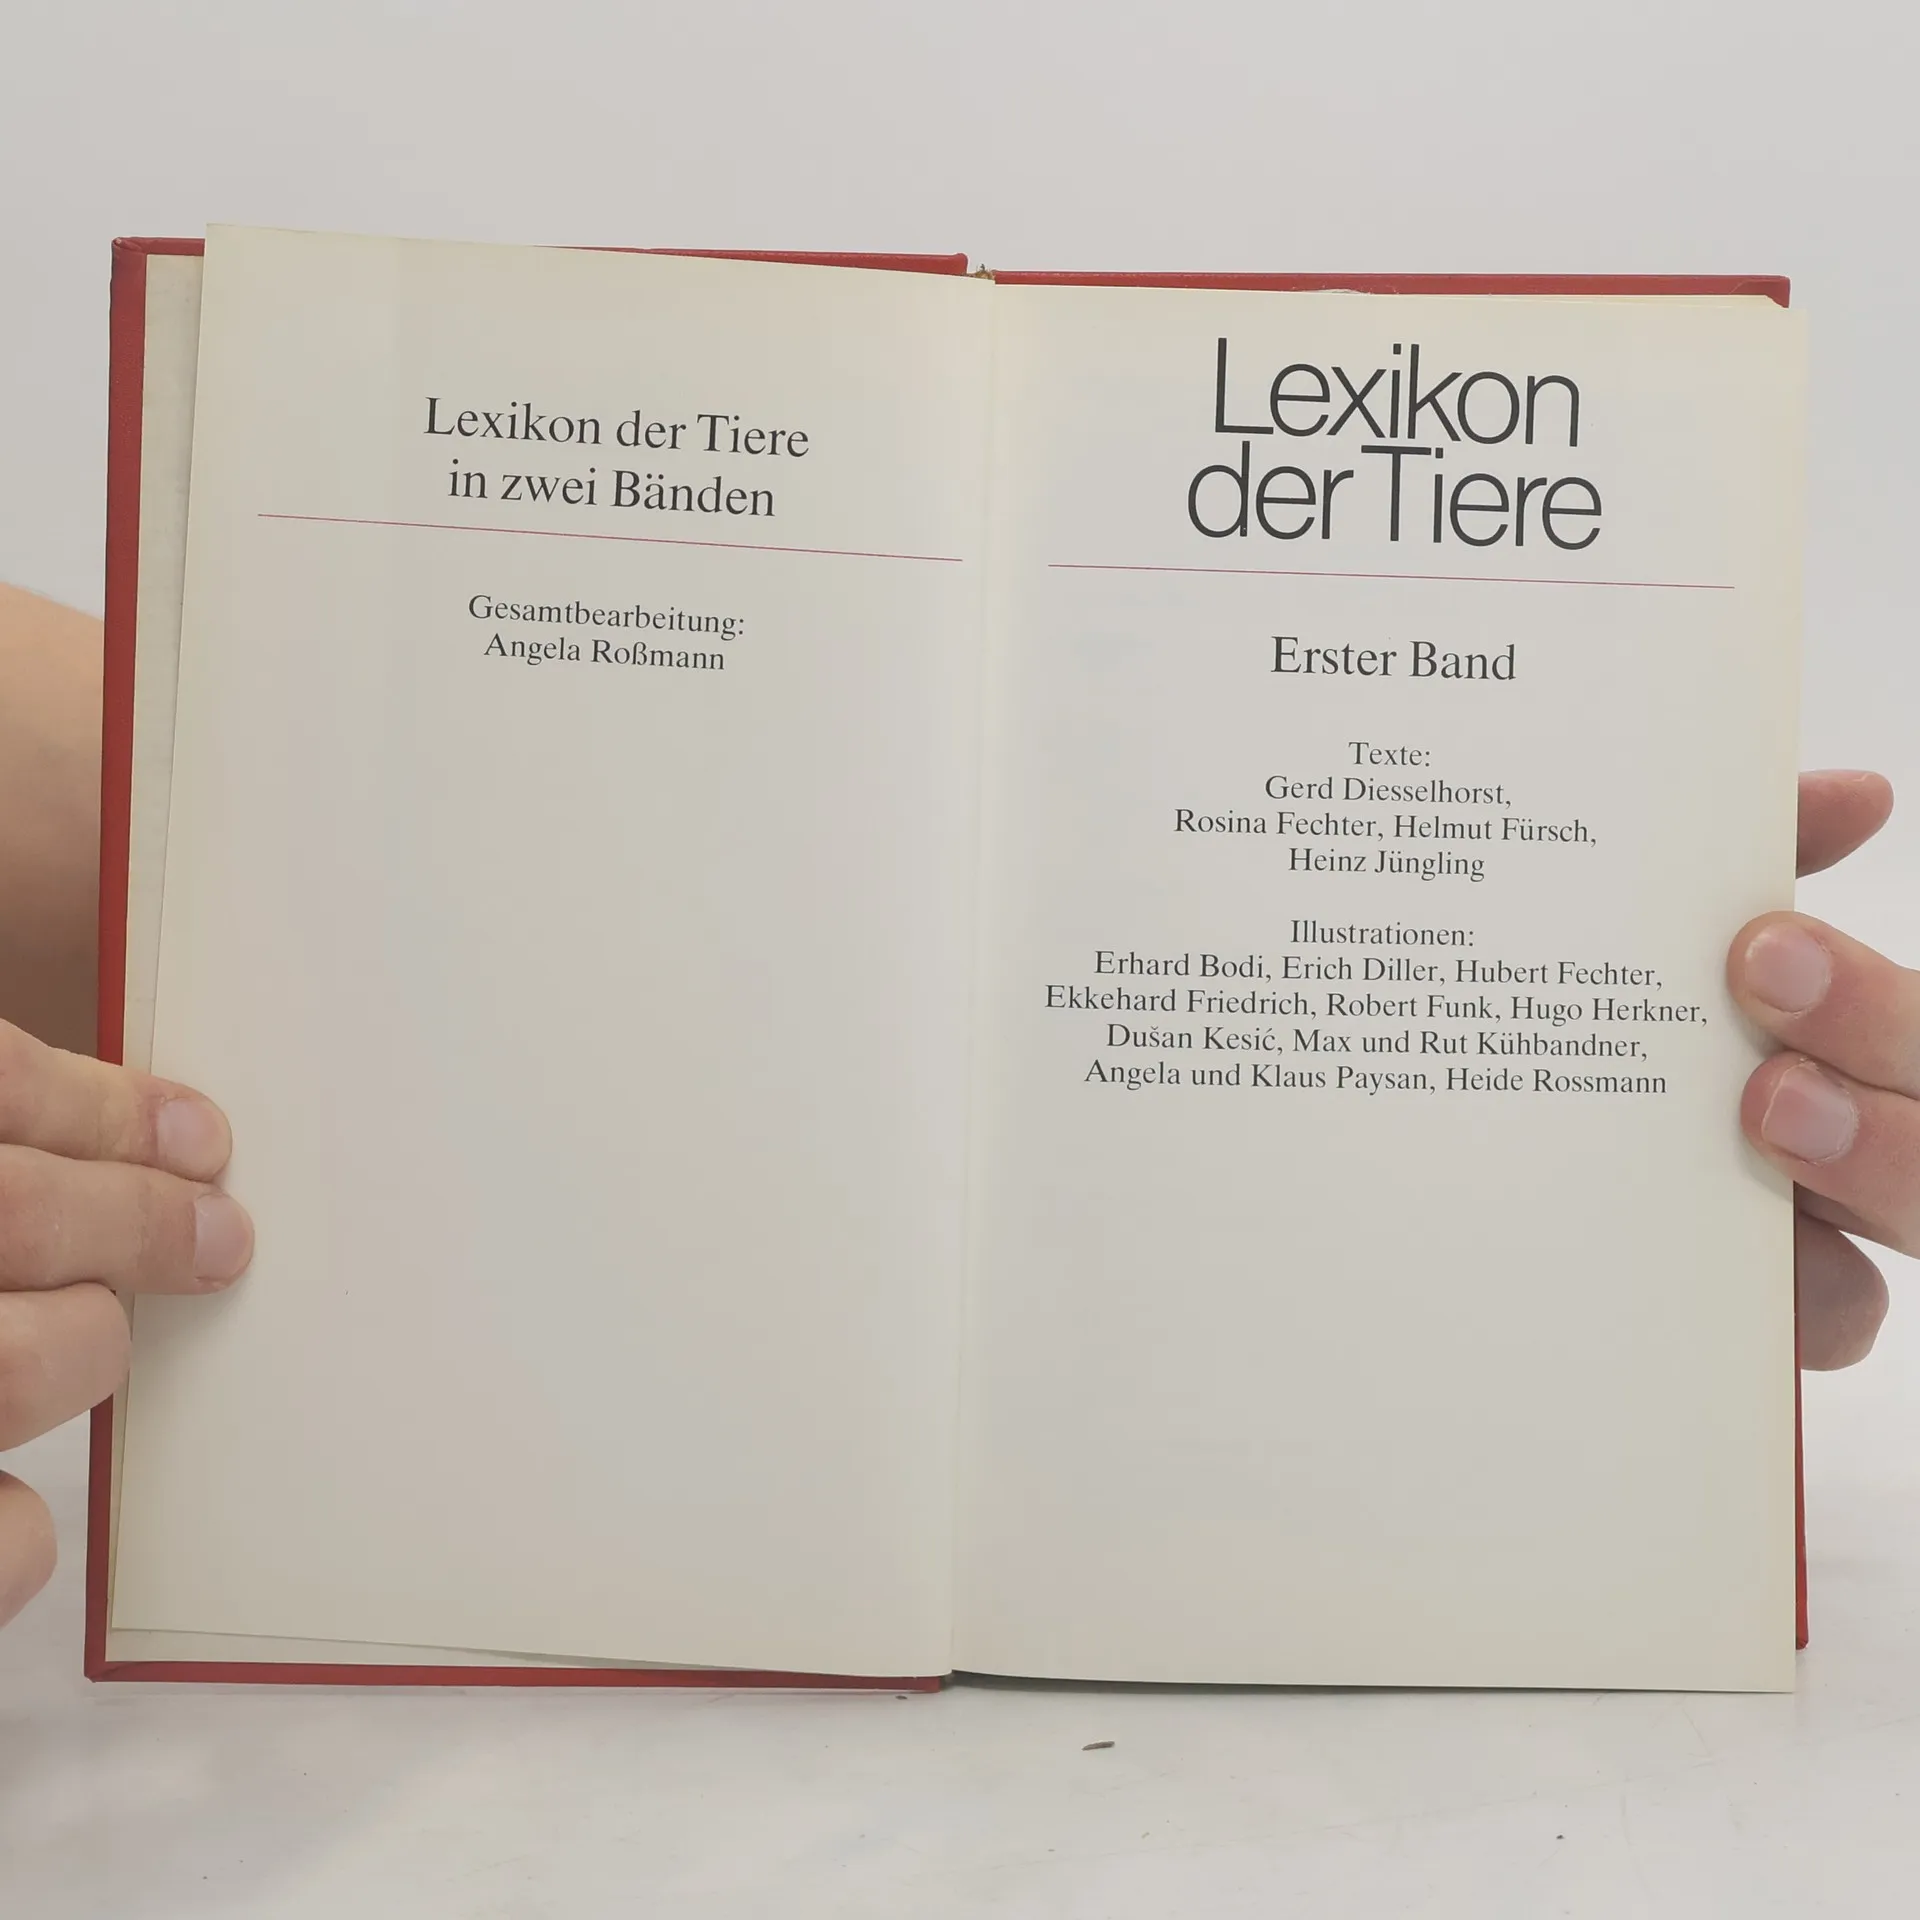 Lexikon der Tiere
in zwei Bänden
Gesamtbearbeitung:
Angela Roßmann
Lexikon
der Tiere
Erster Band
Texte:
Gerd Diesselhorst,
Rosina Fechter, Helmut Fürsch,
Heinz Jüngling
Illustrationen:
Erhard Bodi, Erich Diller, Hubert Fechter,
Ekkehard Friedrich, Robert Funk, Hugo Herkner,
Dušan Kesić, Max und Rut Kühbandner,
Angela und Klaus Paysan, Heide Rossmann